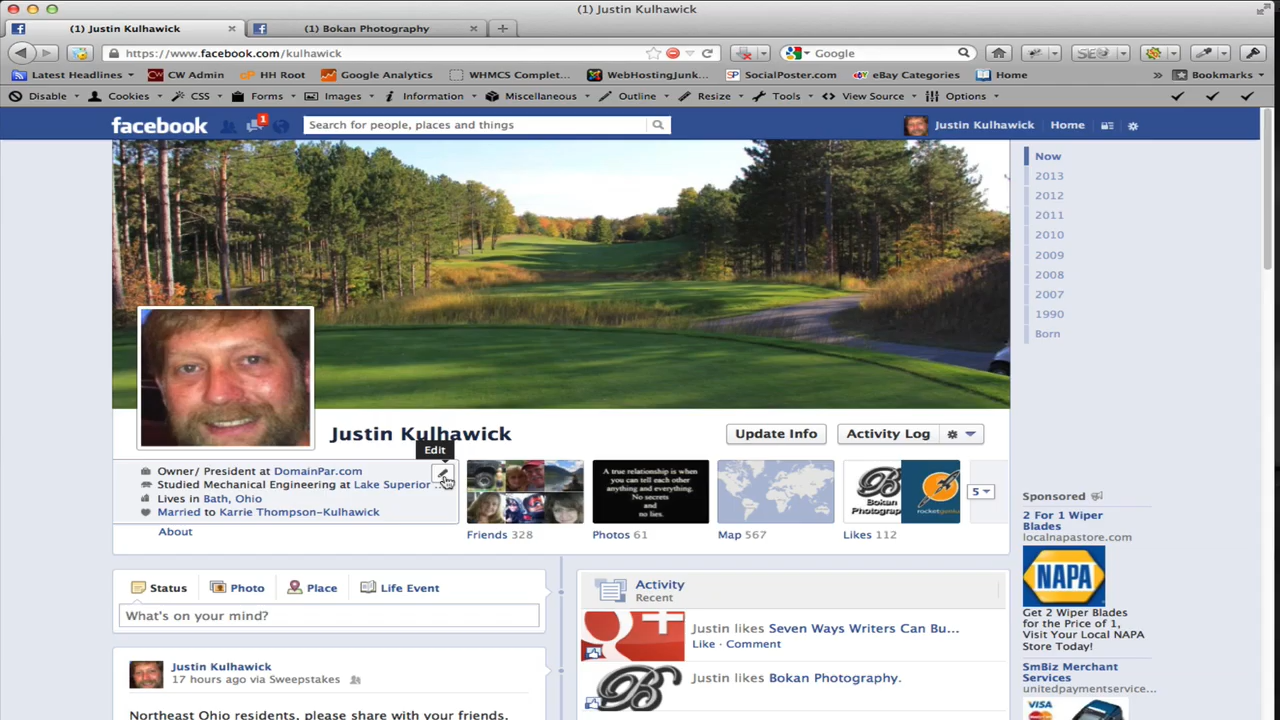 (1) Justin Kulhawick
(1) Justin Kulhawick × (1) Bokan Photography × +
https://www.facebook.com/kulhawick Google
Latest Headlines CW Admin HH Root Google Analytics WHMCS Complet... WebHostingJunk... SocialPoster.com eBay Categories Home » Bookmarks
Disable Cookies CSS Forms Images Information Miscellaneous Outline Resize Tools View Source Options
facebook 1 Search for people, places and things Justin Kulhawick Home
Now
2013
2012
2011
2010
2009
2008
2007
1990
Born
Justin Kulhawick Update Info Activity Log
Edit
Owner/ President at DomainPar.com
Studied Mechanical Engineering at Lake Superior ...
Lives in Bath, Ohio
Married to Karrie Thompson-Kulhawick
About
A true relationship is when
you can tell each other
anything and everything.
No secrets
and
no lies.
Bokan
Photography
5
Friends 328 Photos 61 Map 567 Likes 112
Status Photo Place Life Event
What's on your mind?
Justin Kulhawick
17 hours ago via Sweepstakes
Northeast Ohio residents, please share with your friends.
Activity
Recent
Justin likes Seven Ways Writers Can Bu...
Like · Comment
Justin likes Bokan Photography.
Sponsored
2 For 1 Wiper
Blades
localnapastore.com
NAPA
Get 2 Wiper Blades
for the Price of 1,
Visit Your Local NAPA
Store Today!
SmBiz Merchant
Services
unitedpaymentservice...
VISA